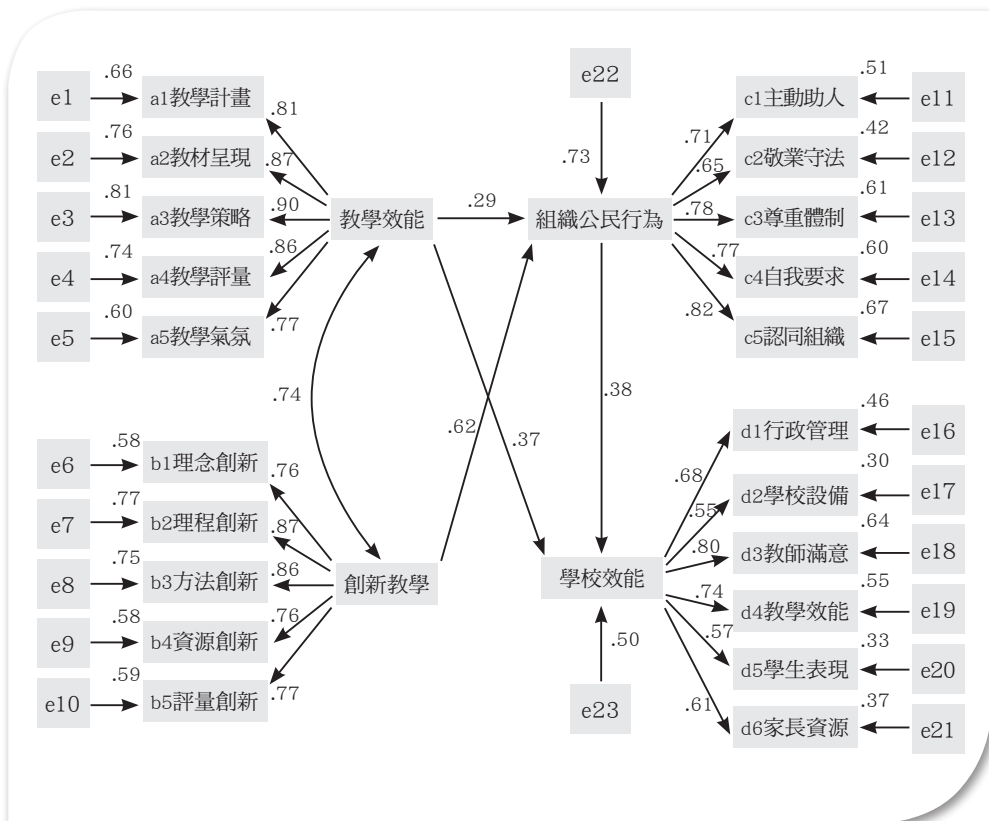 e22
.66
e1
a1教學計畫
.81
.76
e2
a2教材呈現
.87
.81
e3
a3教學策略
.90
.74
e4
a4教學評量
.86
.60
e5
a5教學氣氛
.77
教學效能
.29
.73
組織公民行為
.71
c1主動助人
.51
e11
.65
c2敬業守法
.42
e12
.78
c3尊重體制
.61
e13
.77
c4自我要求
.60
e14
.82
c5認同組織
.67
e15
.74
.62
.37
.38
.58
e6
b1理念創新
.76
.77
e7
b2理程創新
.87
.75
e8
b3方法創新
.86
.58
e9
b4資源創新
.76
.59
e10
b5評量創新
.77
創新教學
學校效能
.50
e23
.68
d1行政管理
.46
e16
.55
d2學校設備
.30
e17
.80
d3教師滿意
.64
e18
.74
d4教學效能
.55
e19
.57
d5學生表現
.33
e20
.61
d6家長資源
.37
e21